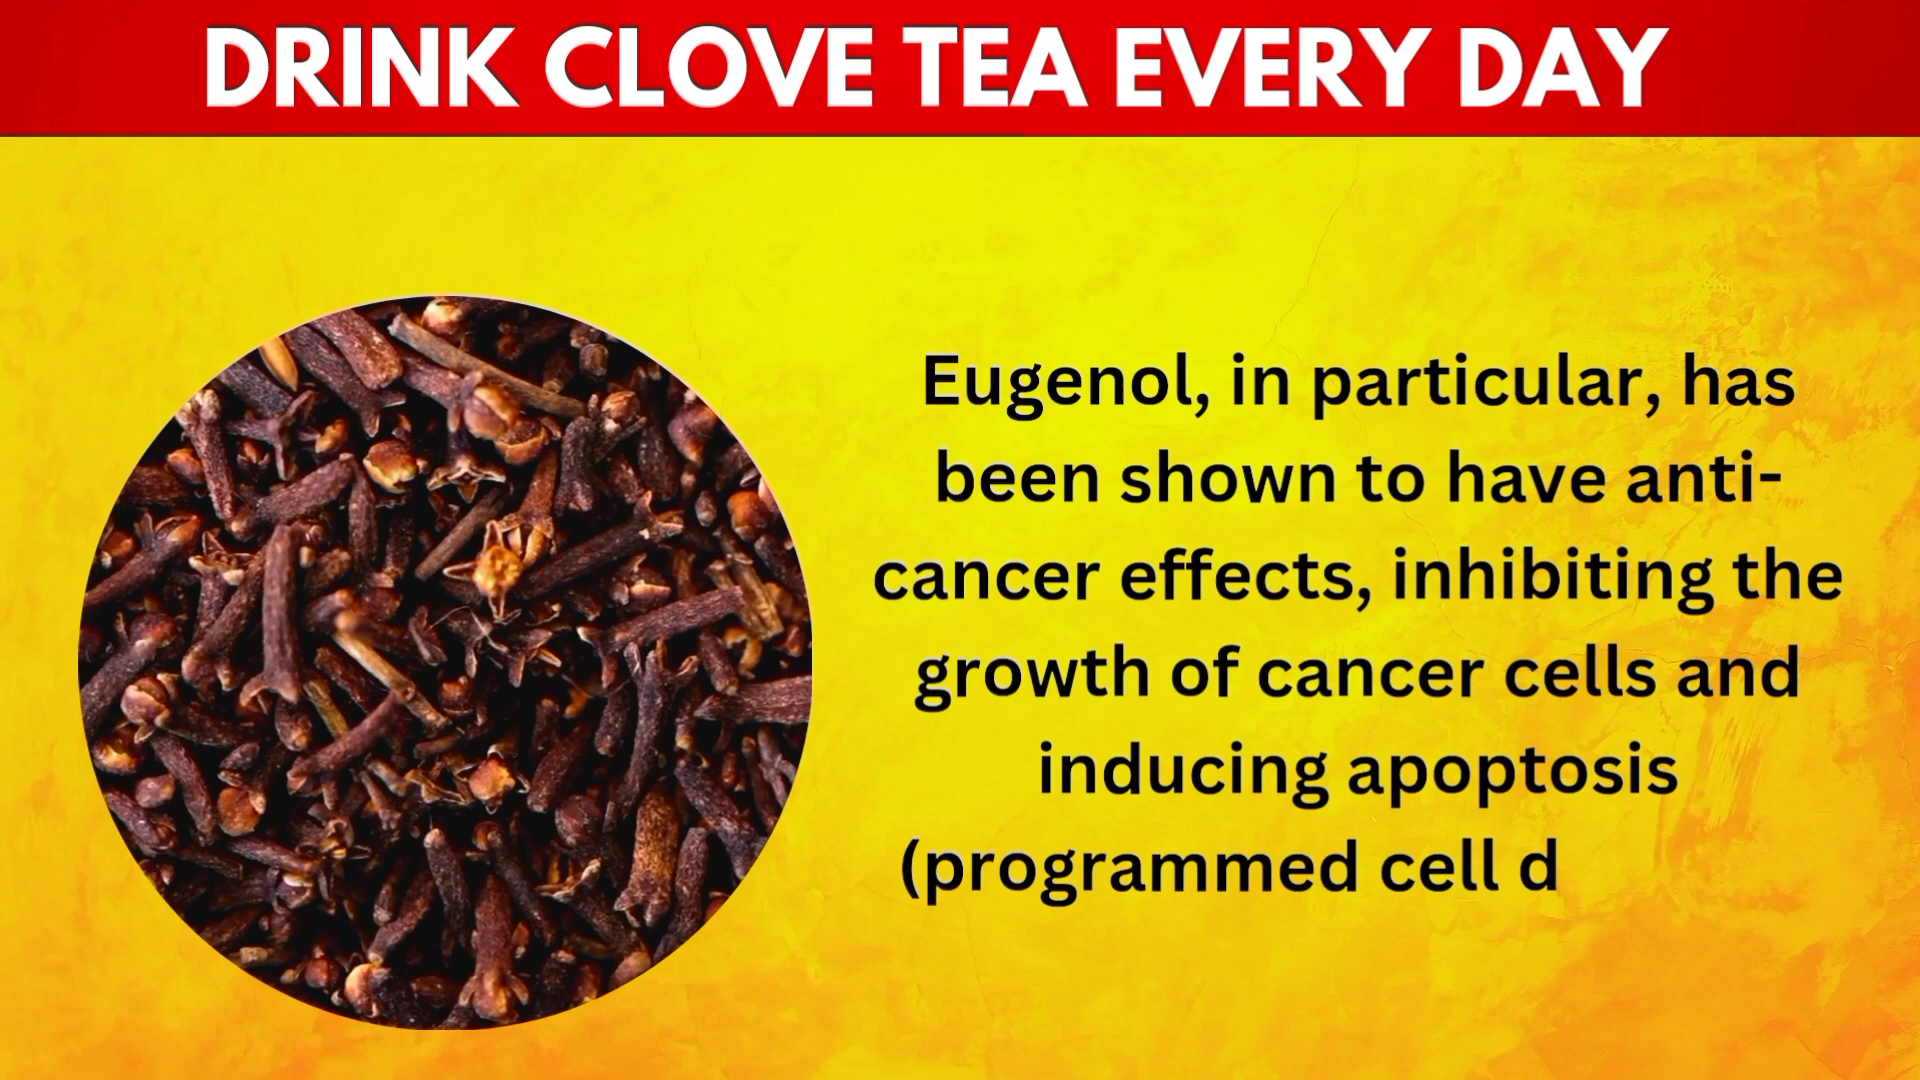 DRINK CLOVE TEA EVERY DAY
Eugenol, in particular, has
been shown to have anti-
cancer effects, inhibiting the
growth of cancer cells and
inducing apoptosis
(programmed cell d